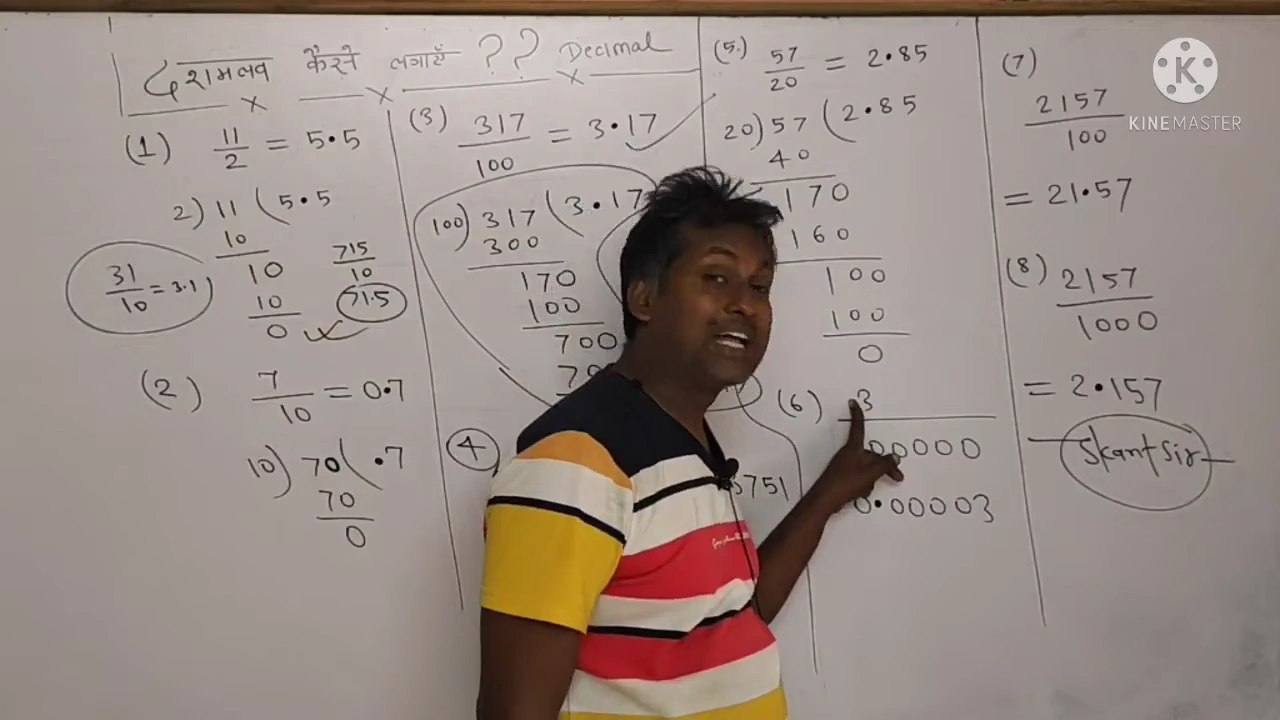 दशमलव कैसे लगाएँ ?? Decimal
(1) 11/2 = 5.5
2) 11 ( 5.5
10
10
10
0
31/10 = 3.1
715/10
71.5
(2) 7/10 = 0.7
10) 70 ( .7
70
0
(3) 317/100 = 3.17
100) 317 ( 3.17
300
170
100
700
4
3751
(5.) 57/20 = 2.85
20) 57 ( 2.85
40
170
160
100
100
0
(6) 3
00000
0.00003
(7) 2157/100
= 21.57
(8) 2157/1000
= 2.157
Skant Sir
KINEMASTER